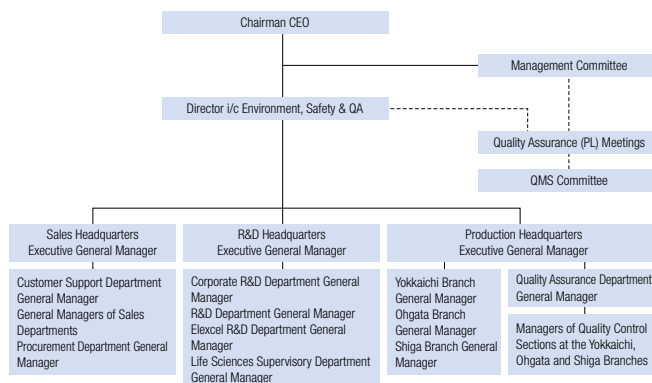 Chairman CEO
Management Committee
Director i/c Environment, Safety & QA
Quality Assurance (PL) Meetings
QMS Committee
Sales Headquarters
Executive General Manager
R&D Headquarters
Executive General Manager
Production Headquarters
Executive General Manager
Customer Support Department
General Manager
General Managers of Sales
Departments
Procurement Department General
Manager
Corporate R&D Department General
Manager
R&D Department General Manager
Elexcel R&D Department General
Manager
Life Sciences Supervisory Department
General Manager
Yokkaichi Branch
General Manager
Ohgata Branch
General Manager
Shiga Branch General
Manager
Quality Assurance Department
General Manager
Managers of Quality Control
Sections at the Yokkaichi,
Ohgata and Shiga Branches